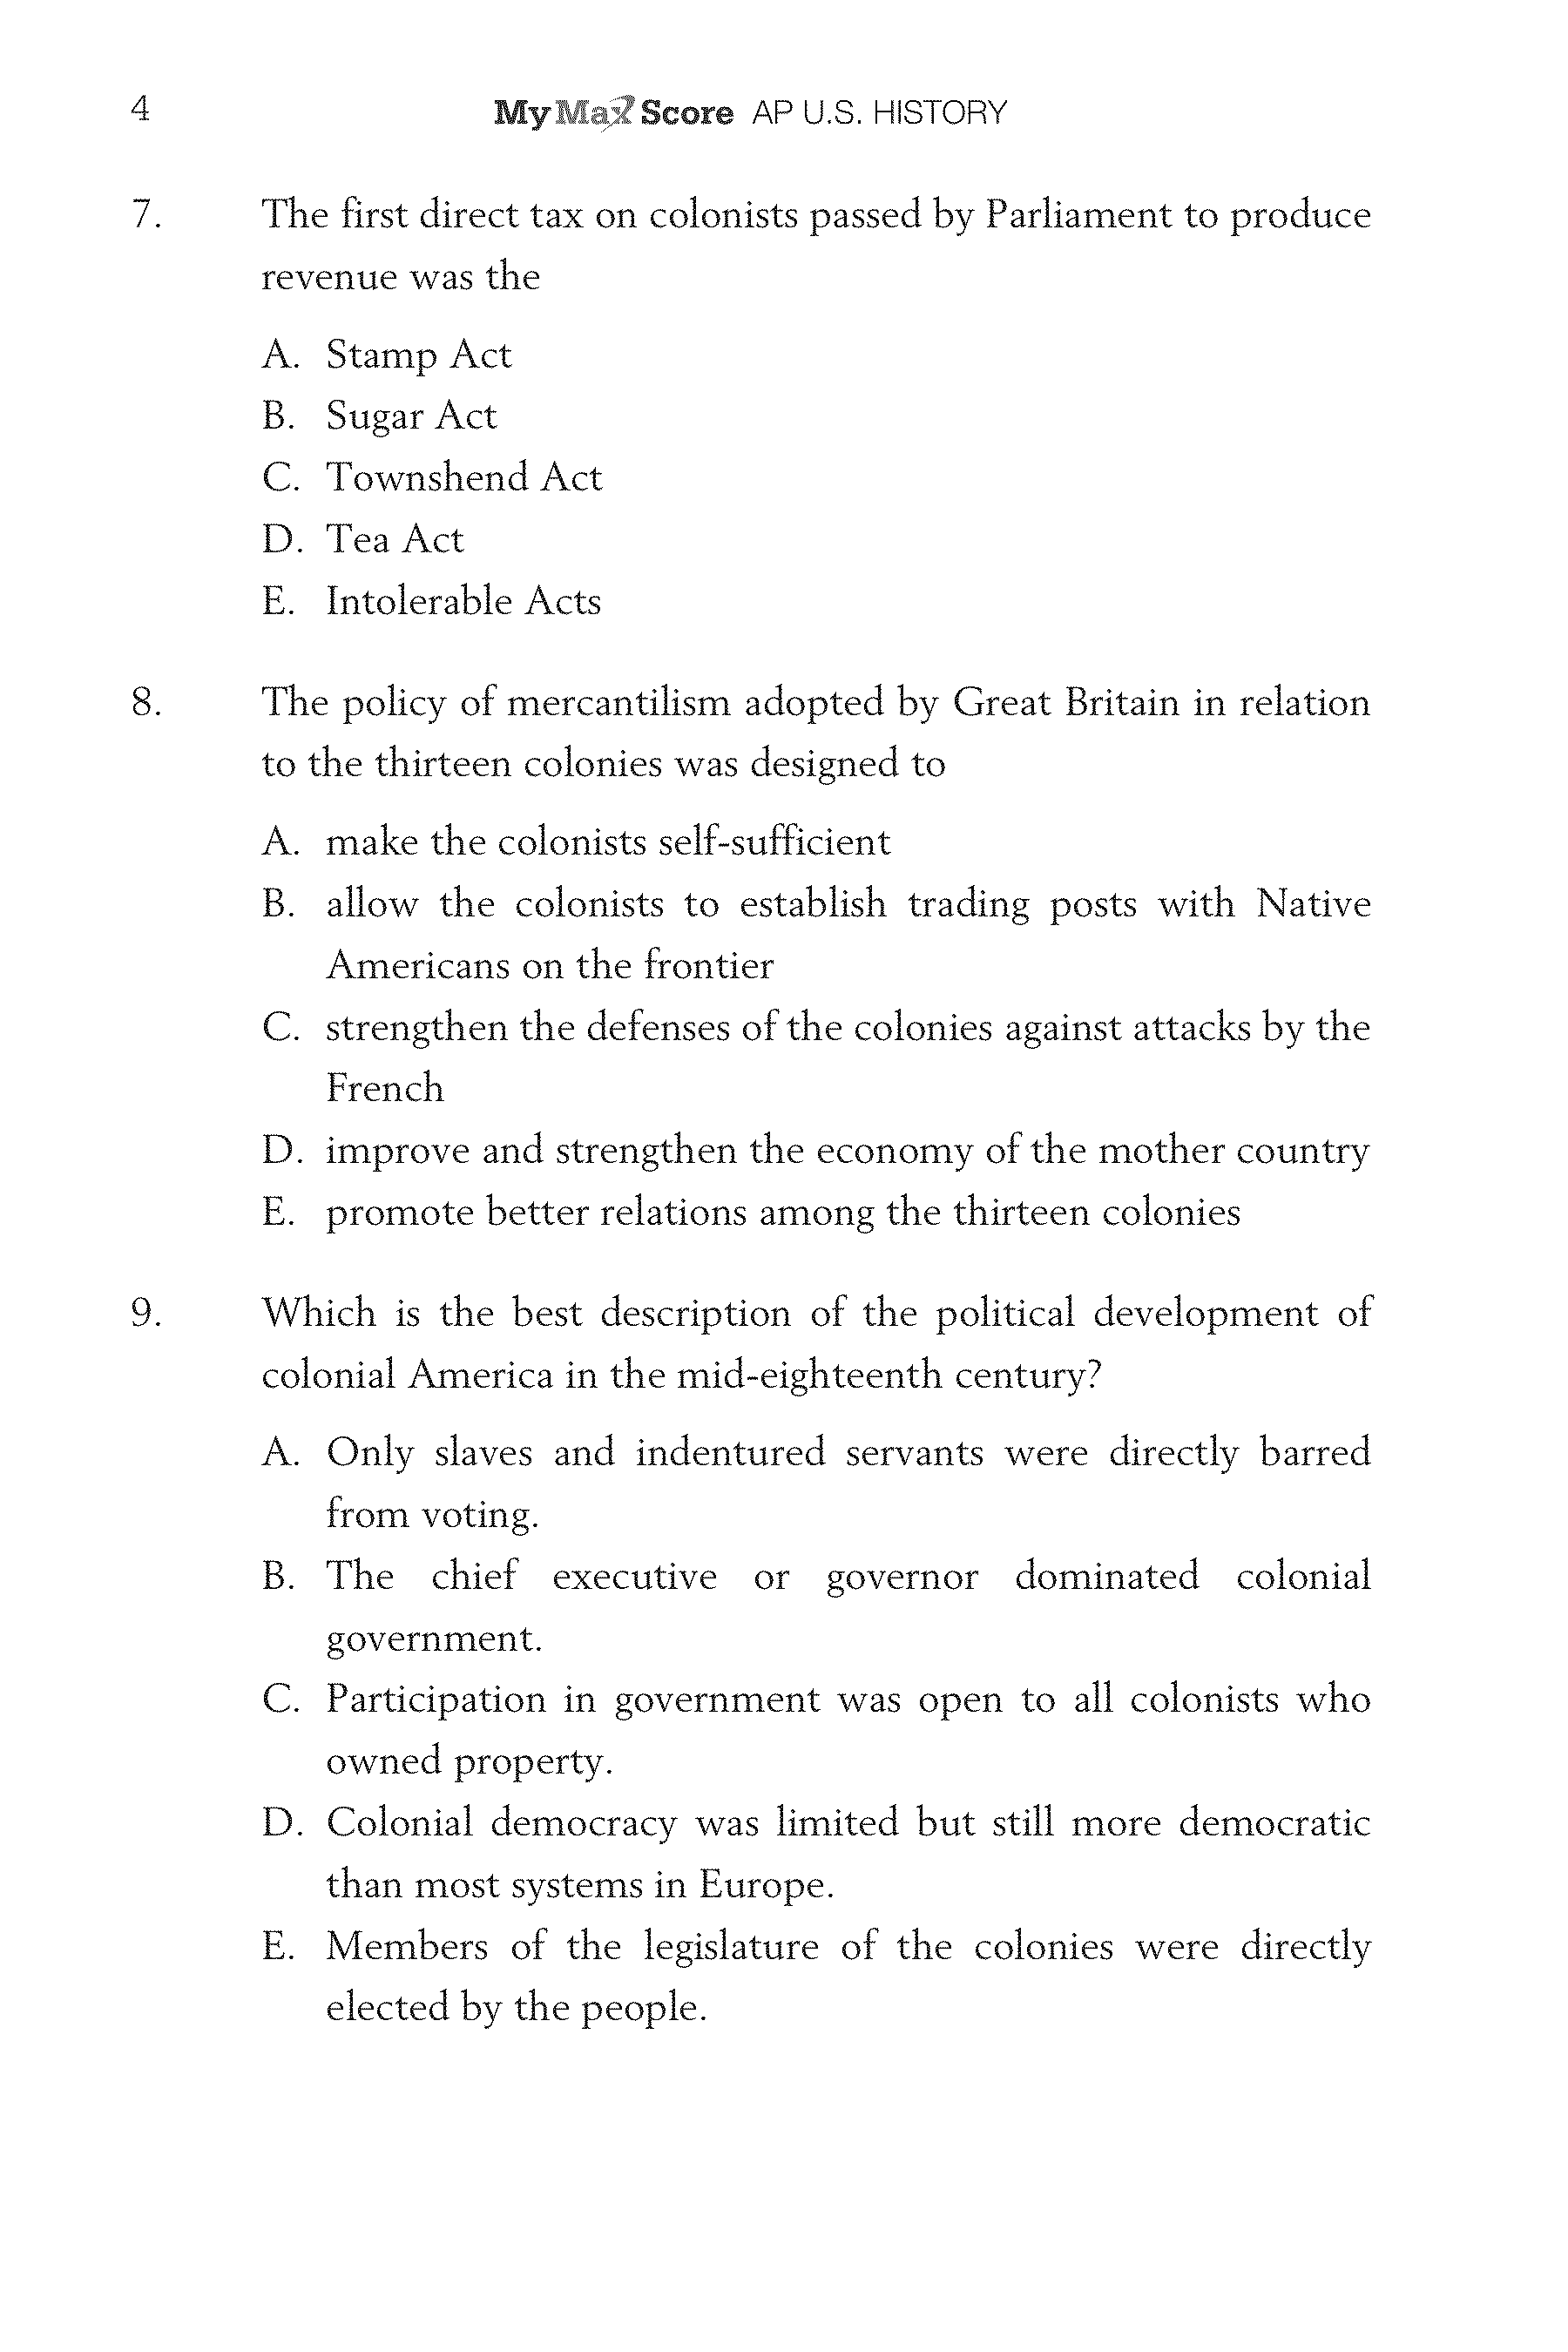 4
My Max Score AP U.S. HISTORY
7. The first direct tax on colonists passed by Parliament to produce
revenue was the
A. Stamp Act
B. Sugar Act
C. Townshend Act
D. Tea Act
E. Intolerable Acts
8. The policy of mercantilism adopted by Great Britain in relation
to the thirteen colonies was designed to
A. make the colonists self-sufficient
B. allow the colonists to establish trading posts with Native
Americans on the frontier
C. strengthen the defenses of the colonies against attacks by the
French
D. improve and strengthen the economy of the mother country
E. promote better relations among the thirteen colonies
9. Which is the best description of the political development of
colonial America in the mid-eighteenth century?
A. Only slaves and indentured servants were directly barred
from voting.
B. The chief executive or governor dominated colonial
government.
C. Participation in government was open to all colonists who
owned property.
D. Colonial democracy was limited but still more democratic
than most systems in Europe.
E. Members of the legislature of the colonies were directly
elected by the people.